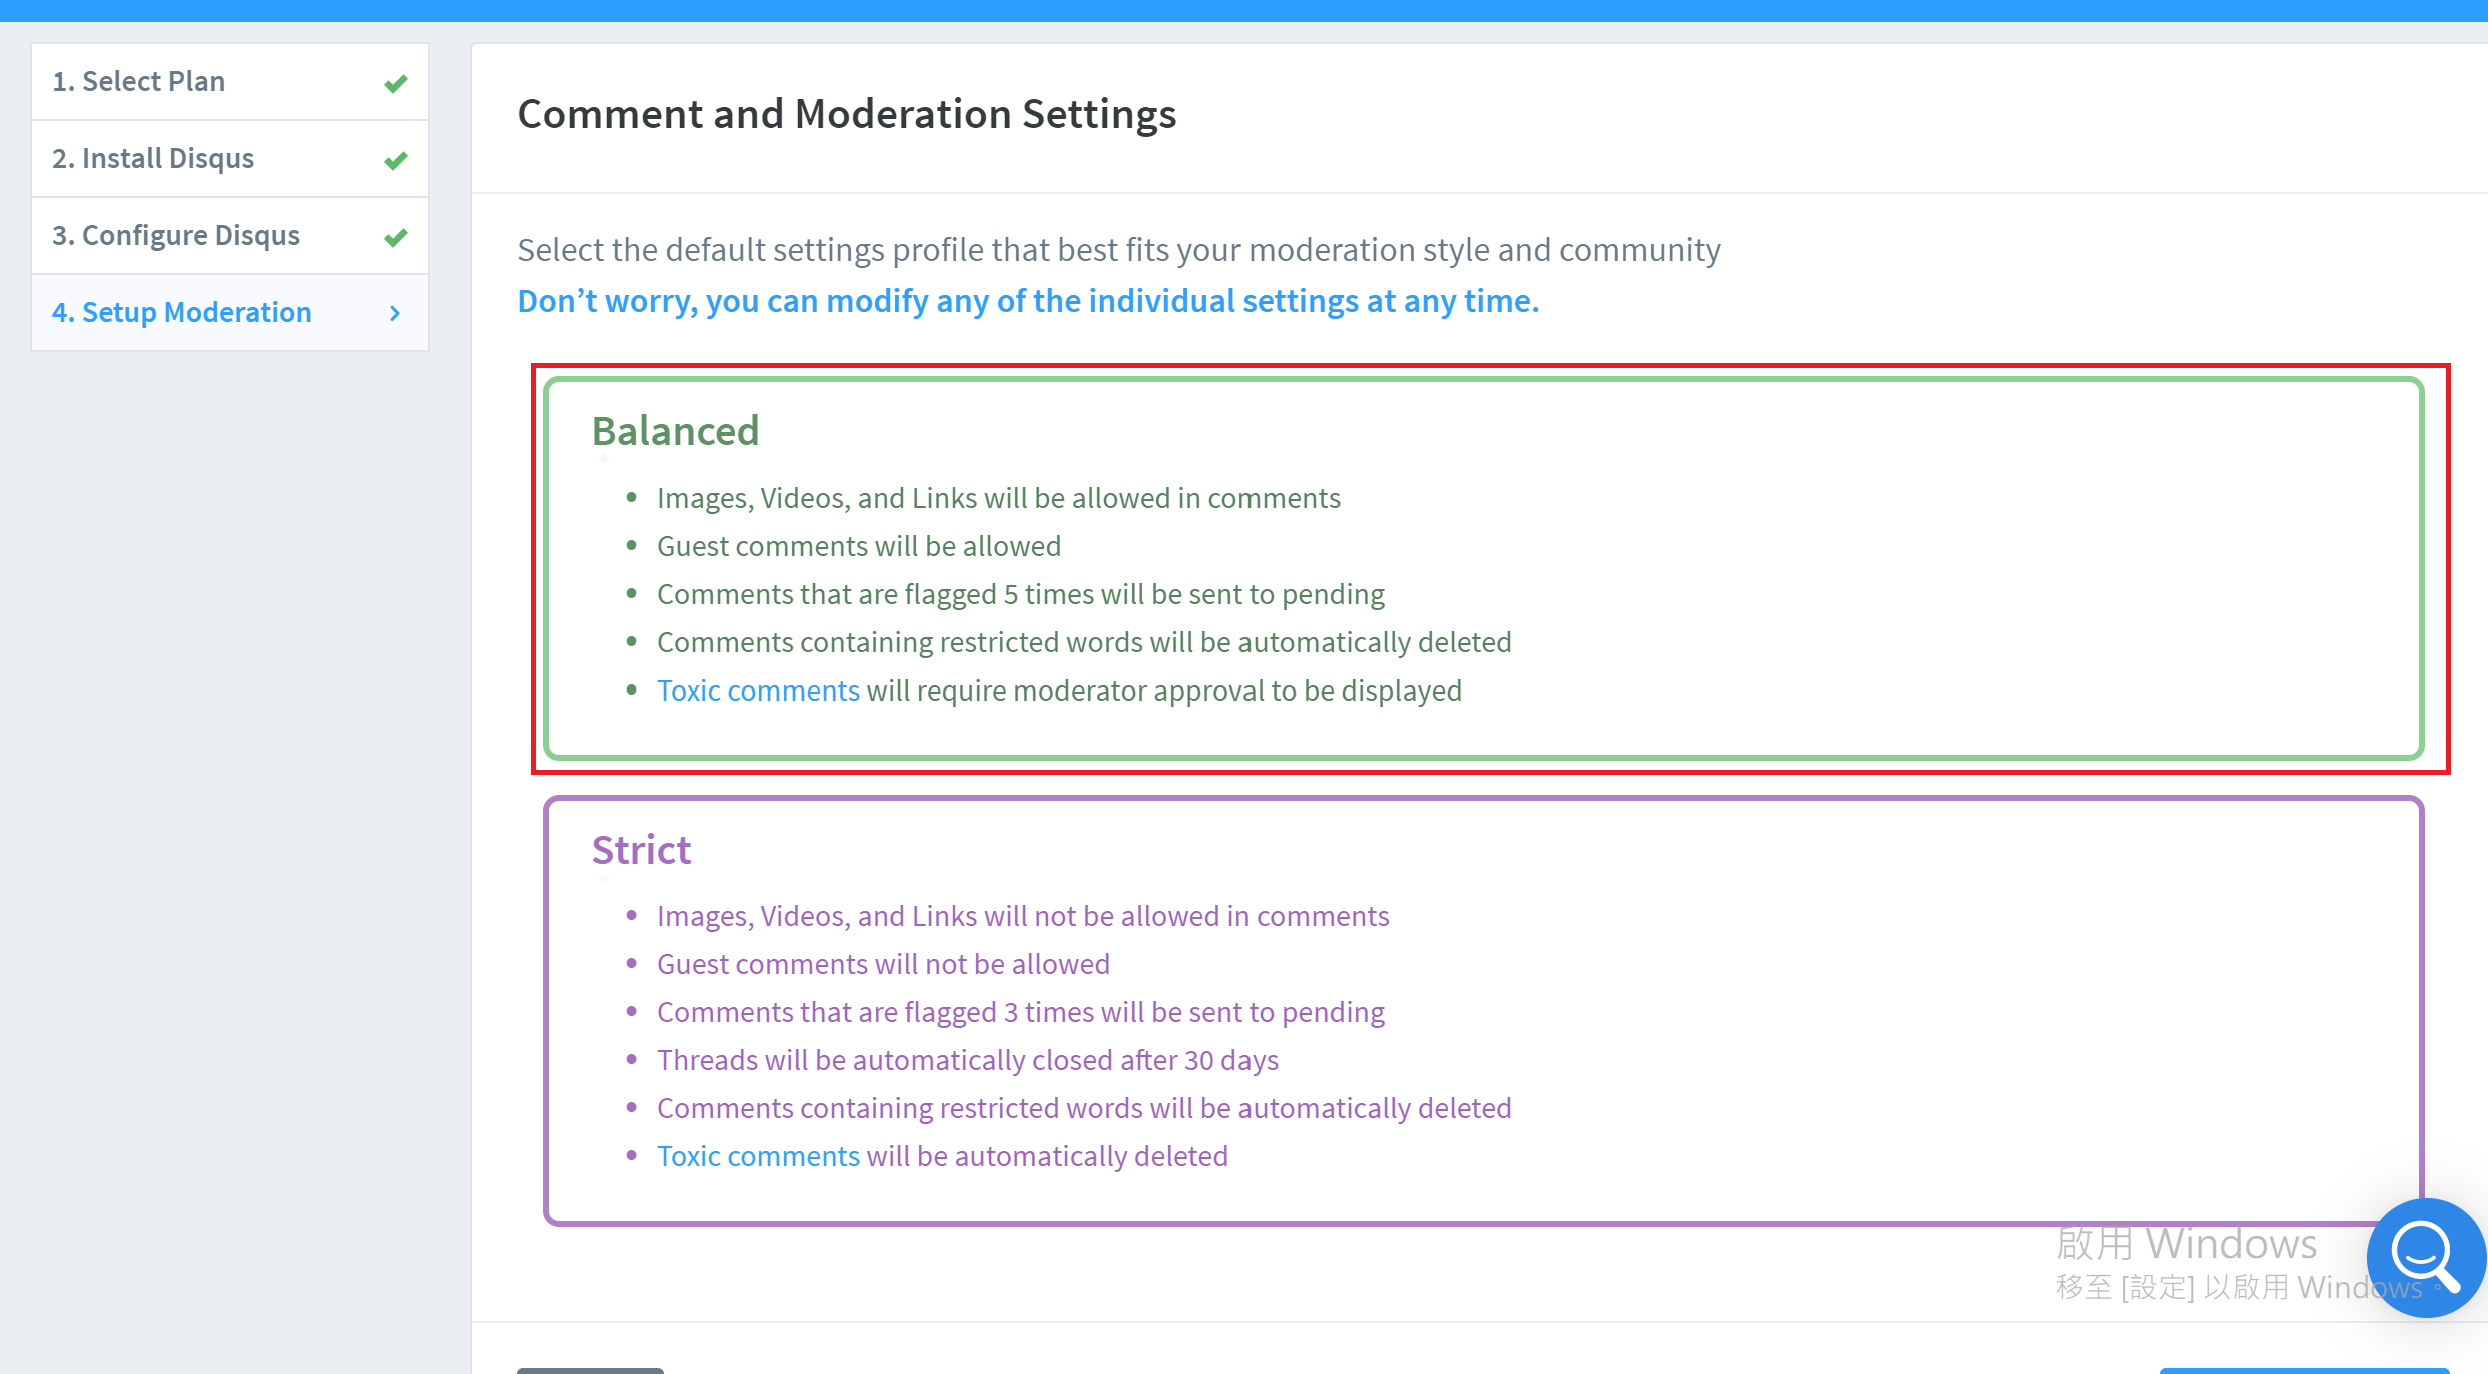 1. Select Plan
2. Install Disqus
3. Configure Disqus
4. Setup Moderation
Comment and Moderation Settings
Select the default settings profile that best fits your moderation style and community
Don’t worry, you can modify any of the individual settings at any time.
Balanced
Images, Videos, and Links will be allowed in comments
Guest comments will be allowed
Comments that are flagged 5 times will be sent to pending
Comments containing restricted words will be automatically deleted
Toxic comments will require moderator approval to be displayed
Strict
Images, Videos, and Links will not be allowed in comments
Guest comments will not be allowed
Comments that are flagged 3 times will be sent to pending
Threads will be automatically closed after 30 days
Comments containing restricted words will be automatically deleted
Toxic comments will be automatically deleted
啟用 Windows
移至 [設定] 以啟用 Windows。